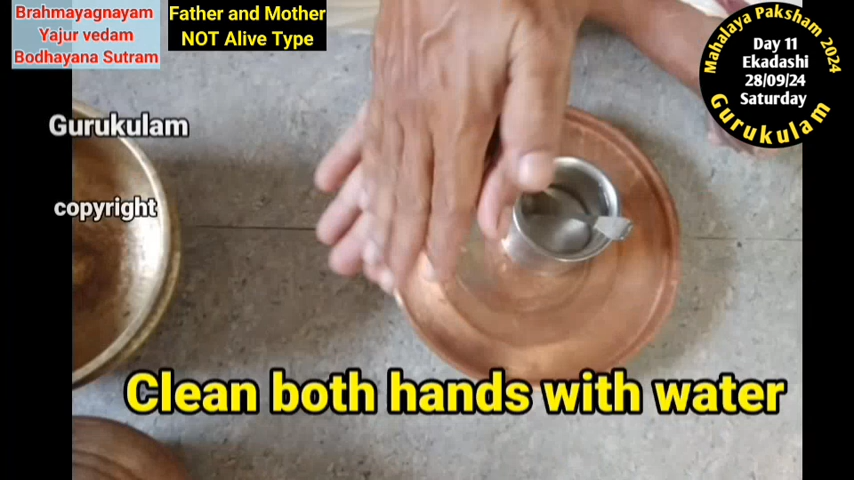 Brahmayagnayam
Yajur vedam
Bodhayana Sutram
Father and Mother
NOT Alive Type
Mahalaya Paksham 2024
Day 11
Ekadashi
28/09/24
Saturday
Gurukulam
Gurukulam
copyright
Clean both hands with water